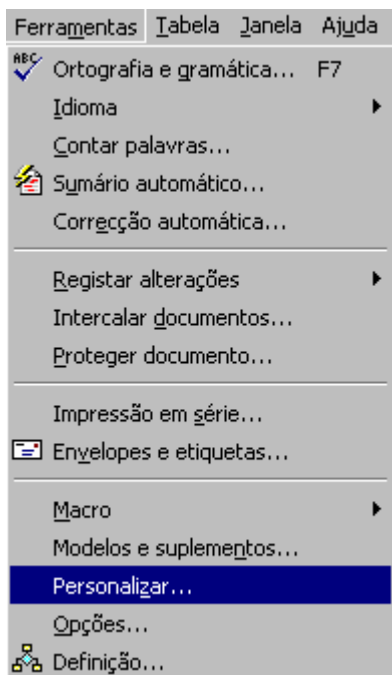 Ferramentas Tabela Janela Ajuda
ABC Ortografia e gramática... F7
Idioma
Contar palavras...
Sumário automático...
Correcção automática...
Registar alterações
Intercalar documentos...
Proteger documento...
Impressão em série...
Envelopes e etiquetas...
Macro
Modelos e suplementos...
Personalizar...
Opções...
Definição...